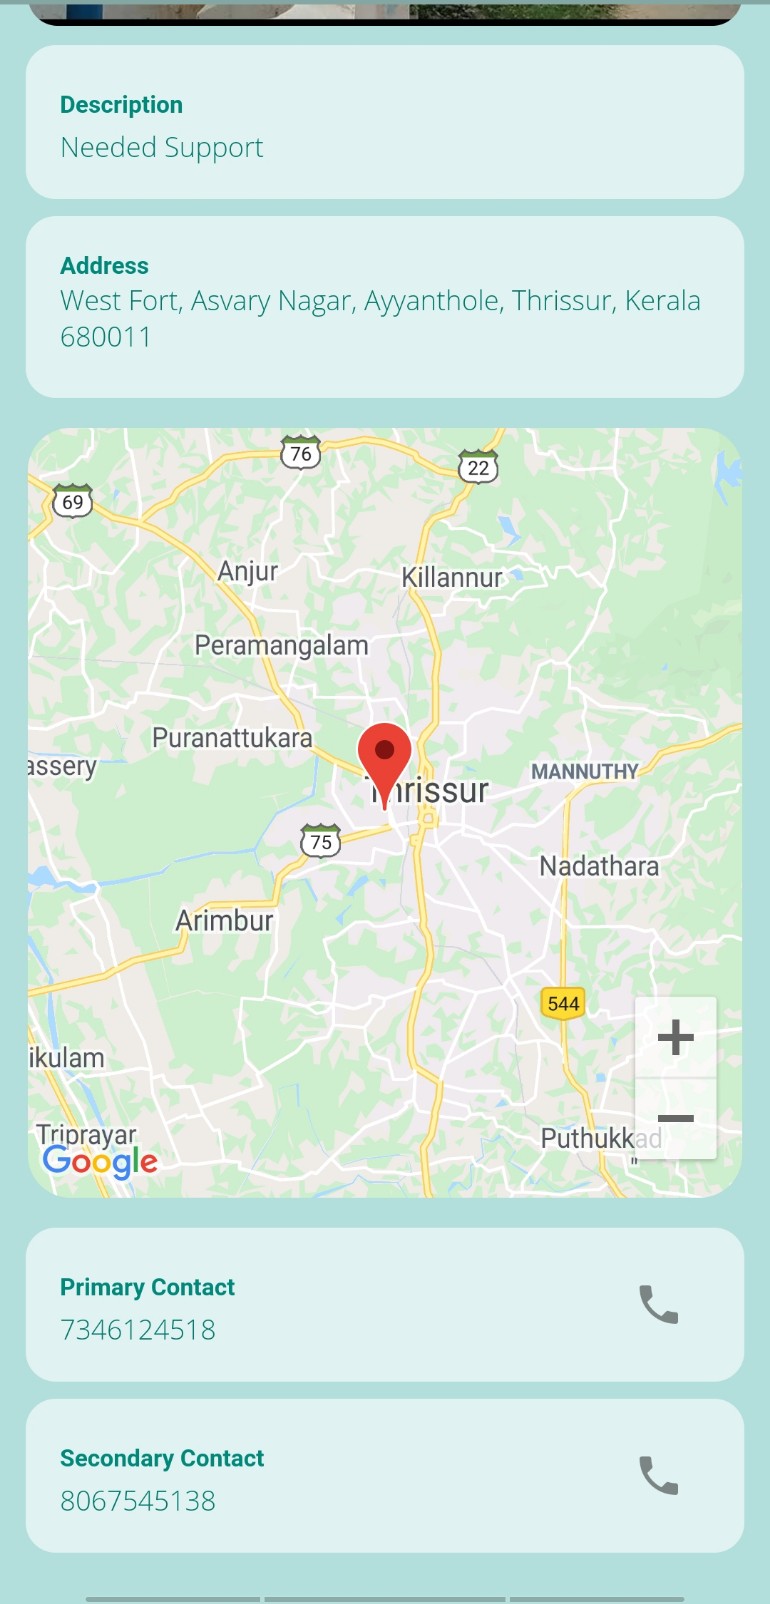 Description
Needed Support
Address
West Fort, Asvary Nagar, Ayyanthole, Thrissur, Kerala
680011
76
22
69
Anjur
Killannur
Peramangalam
Puranattukara
assery
MANNUTHY
Thrissur
75
Nadathara
Arimbur
544
ikulam
Triprayar
Puthukkad
Google
Primary Contact
7346124518
Secondary Contact
8067545138